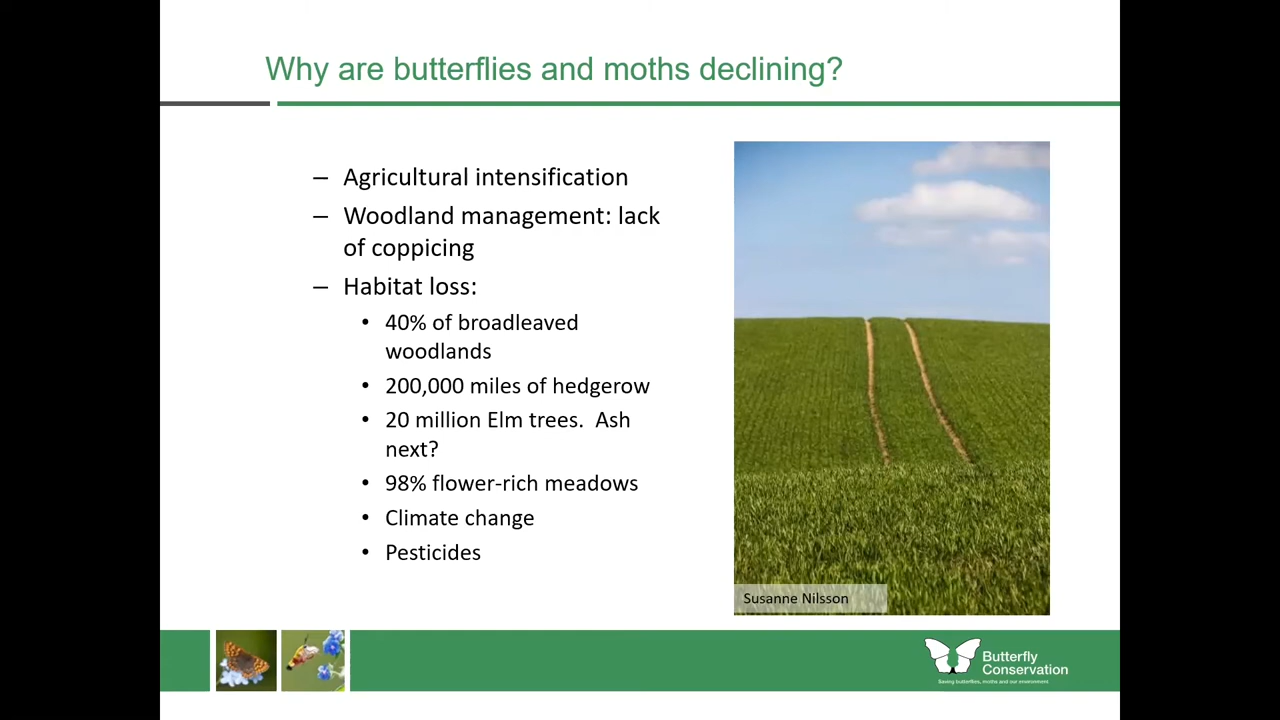 Why are butterflies and moths declining?
– Agricultural intensification
– Woodland management: lack
of coppicing
– Habitat loss:
• 40% of broadleaved
woodlands
• 200,000 miles of hedgerow
• 20 million Elm trees.  Ash
next?
• 98% flower-rich meadows
• Climate change
• Pesticides
Susanne Nilsson
Butterfly
Conservation
Saving butterflies, moths and our environment